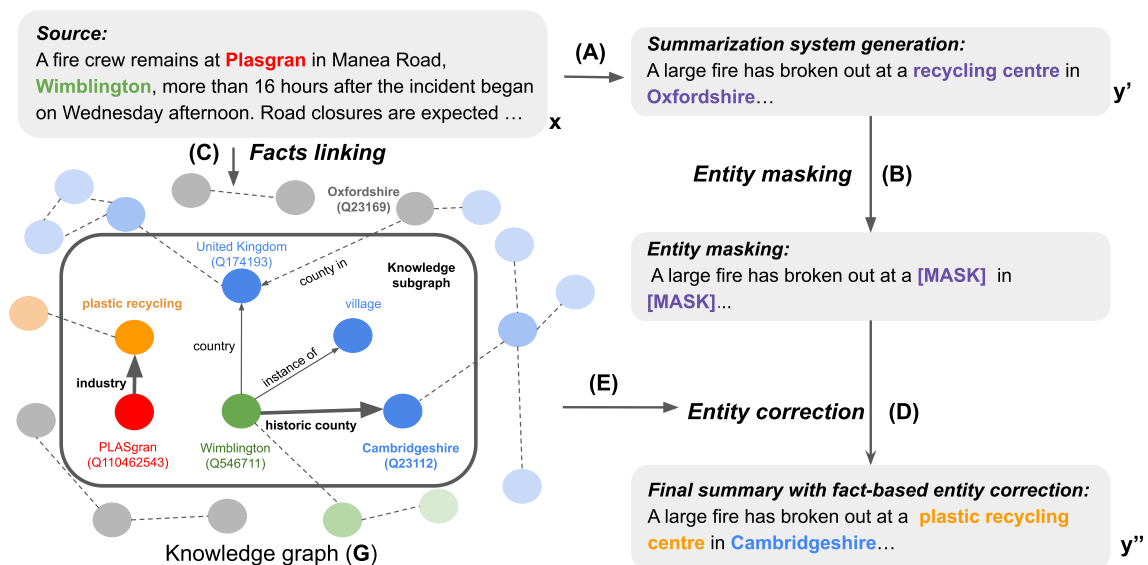 Source:
A fire crew remains at Plasgran in Manea Road,
Wimblington, more than 16 hours after the incident began
on Wednesday afternoon. Road closures are expected …
x
(A)
Summarization system generation:
A large fire has broken out at a recycling centre in
Oxfordshire…
y’
(C) Facts linking
Entity masking (B)
Oxfordshire
(Q23169)
United Kingdom
(Q174193)
county in
Knowledge
subgraph
plastic recycling
village
country
instance of
industry
historic county
PLASgran
(Q110462543)
Wimblington
(Q546711)
Cambridgeshire
(Q23112)
Knowledge graph (G)
Entity masking:
A large fire has broken out at a [MASK] in
[MASK]...
(E)
Entity correction (D)
Final summary with fact-based entity correction:
A large fire has broken out at a plastic recycling
centre in Cambridgeshire…
y”